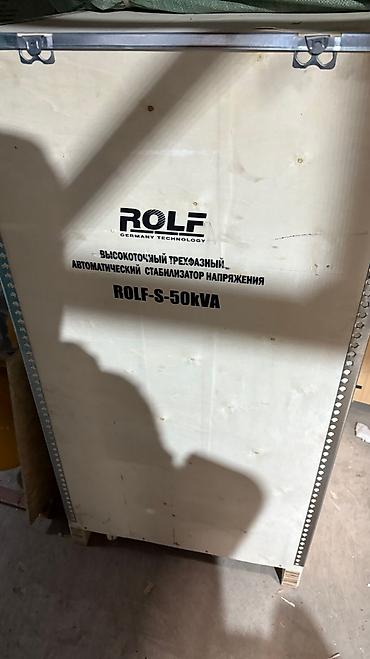 ROLF
GERMANY TECHNOLOGY
ВЫСОКОТОЧНЫЙ ТРЕХФАЗНЫЙ
АВТОМАТИЧЕСКИЙ СТАБИЛИЗАТОР НАПРЯЖЕНИЯ
ROLF-S-50kVA